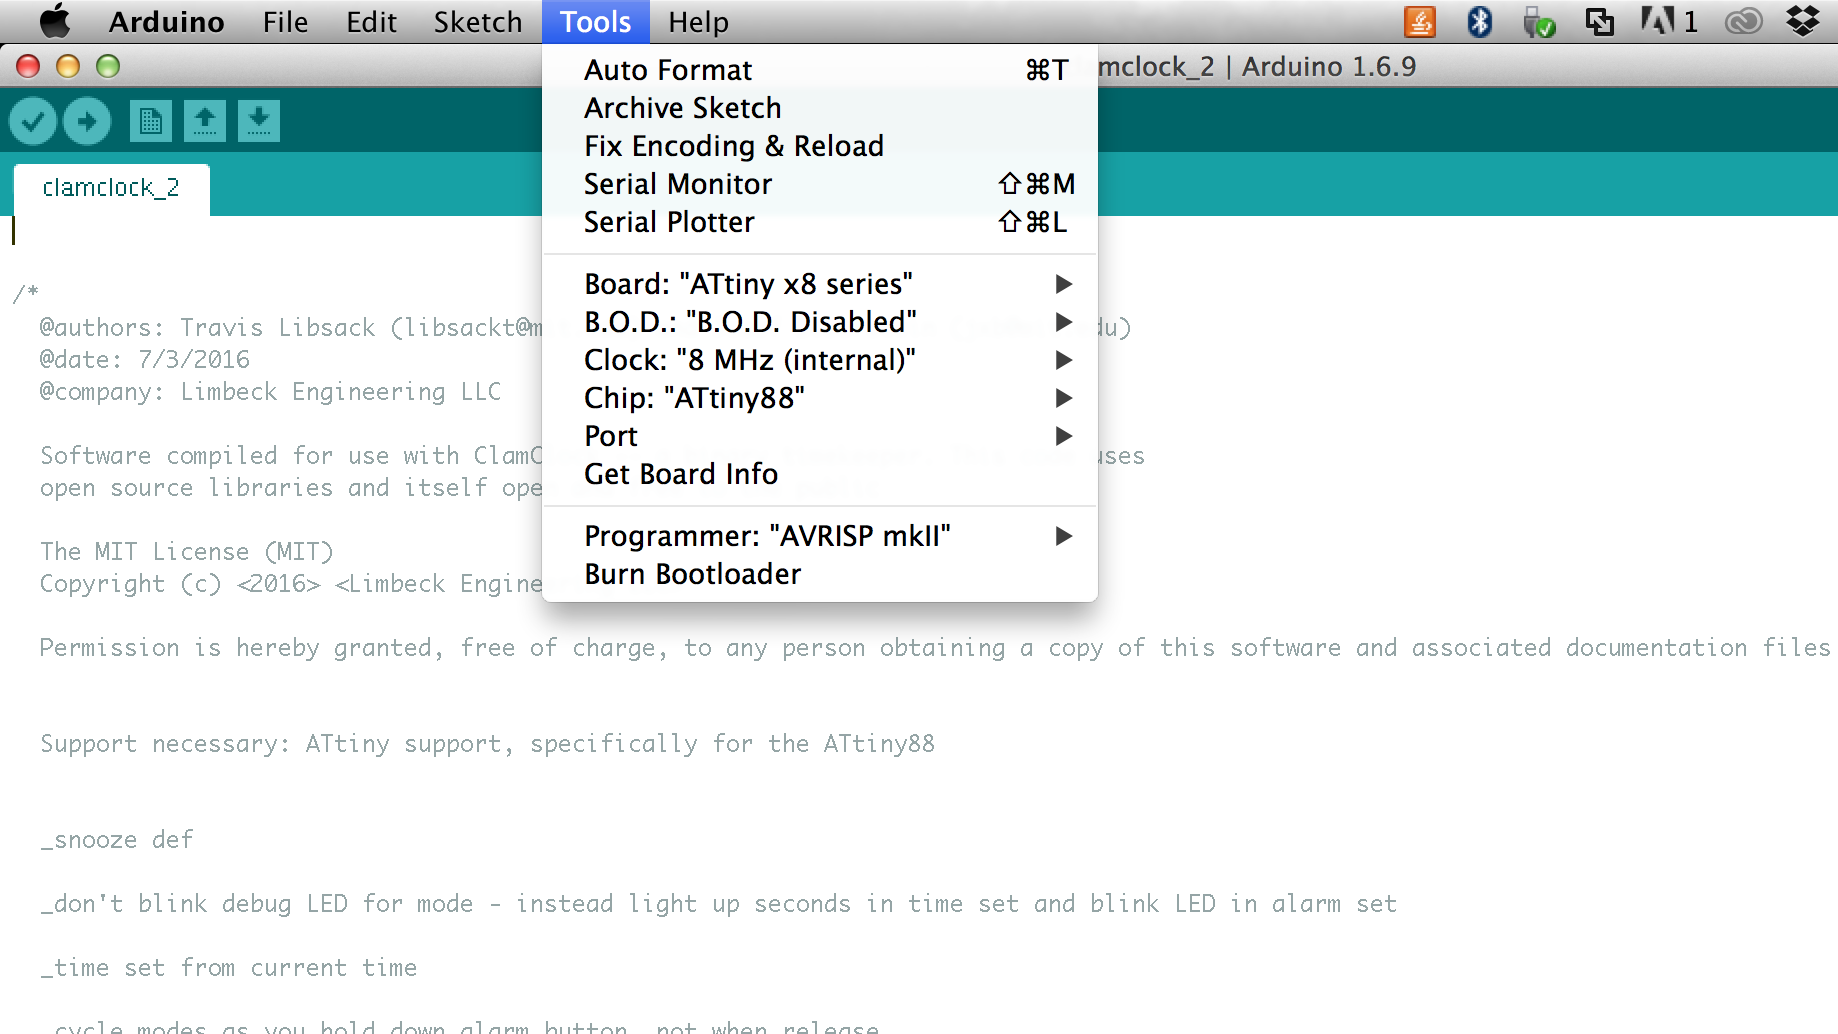 Arduino File Edit Sketch Tools Help 1
mclock_2 | Arduino 1.6.9
Auto Format ⌘T
Archive Sketch
Fix Encoding & Reload
Serial Monitor ⇧⌘M
Serial Plotter ⇧⌘L
Board: "ATtiny x8 series"
B.O.D.: "B.O.D. Disabled"
Clock: "8 MHz (internal)"
Chip: "ATtiny88"
Port
Get Board Info
Programmer: "AVRISP mkII"
Burn Bootloader
clamclock_2
/*
@authors: Travis Libsack (libsackt@m du)
@date: 7/3/2016
@company: Limbeck Engineering LLC
Software compiled for use with ClamC uses
open source libraries and itself ope
The MIT License (MIT)
Copyright (c) <2016> <Limbeck Engine
Permission is hereby granted, free of charge, to any person obtaining a copy of this software and associated documentation files
Support necessary: ATtiny support, specifically for the ATtiny88
_snooze def
_don't blink debug LED for mode - instead light up seconds in time set and blink LED in alarm set
_time set from current time
_cycle modes as you hold down alarm button, not when release